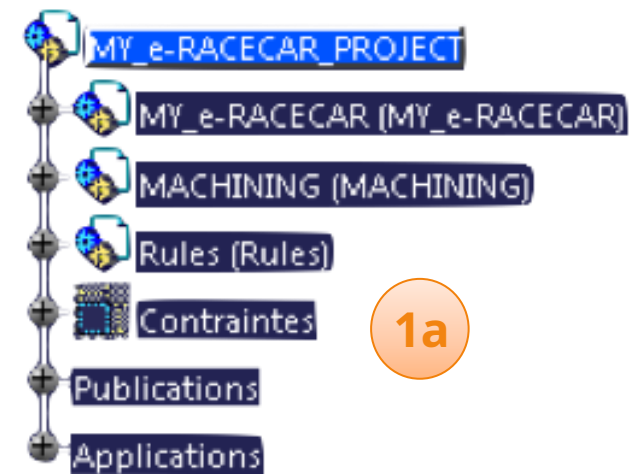 MY_e-RACECAR_PROJECT
MY_e-RACECAR (MY_e-RACECAR)
MACHINING (MACHINING)
Rules (Rules)
Contraintes
1a
Publications
Applications